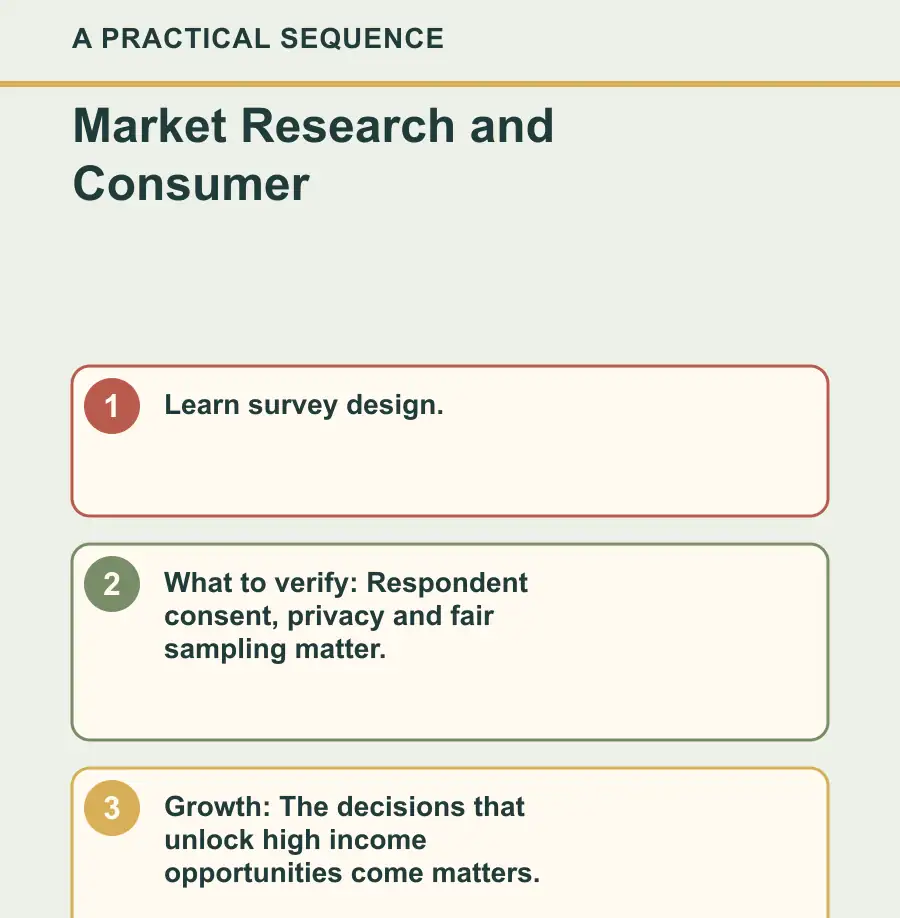 A PRACTICAL SEQUENCE
Market Research and
Consumer
1
Learn survey design.
2
What to verify: Respondent
consent, privacy and fair
sampling matter.
3
Growth: The decisions that
unlock high income
opportunities come matters.